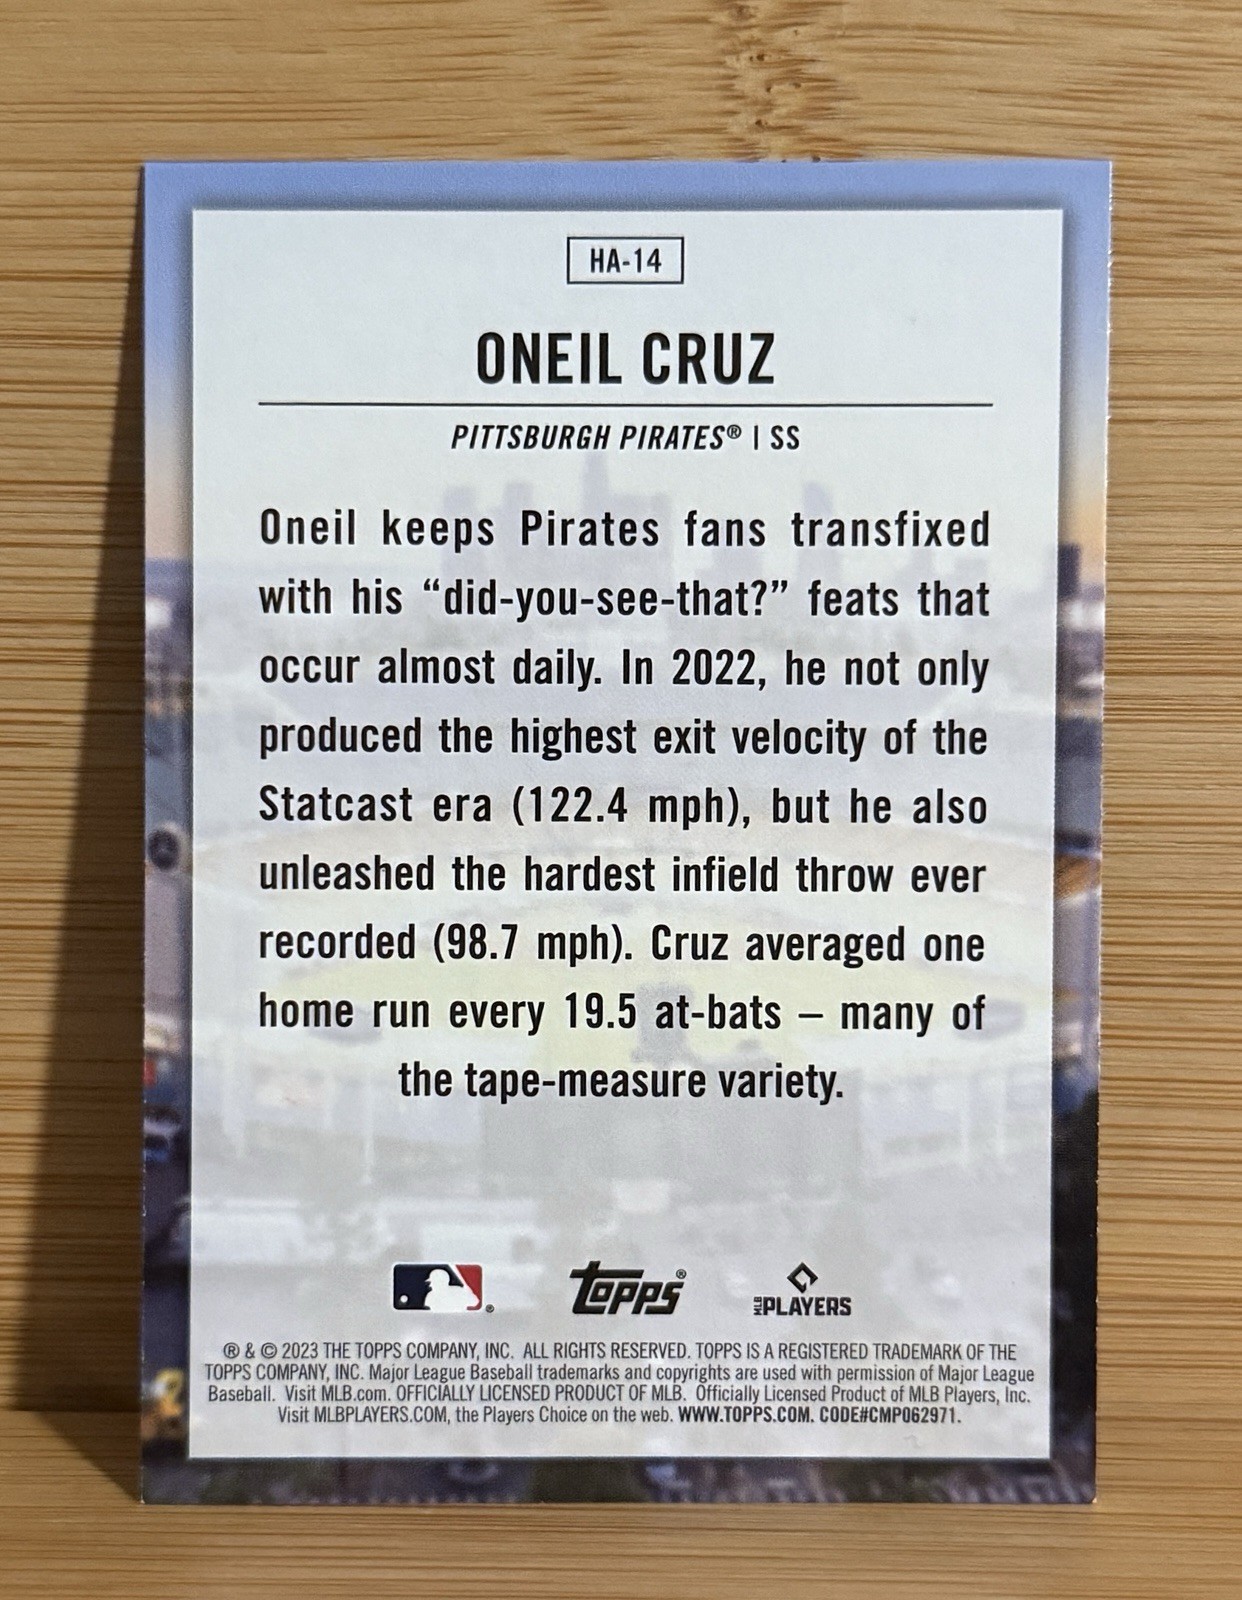 HA-14
ONEIL CRUZ
PITTSBURGH PIRATES® | SS
Oneil keeps Pirates fans transfixed
with his “did-you-see-that?” feats that
occur almost daily. In 2022, he not only
produced the highest exit velocity of the
Statcast era (122.4 mph), but he also
unleashed the hardest infield throw ever
recorded (98.7 mph). Cruz averaged one
home run every 19.5 at-bats – many of
the tape-measure variety.
® Topps® MLB PLAYERS
® & © 2023 THE TOPPS COMPANY, INC. ALL RIGHTS RESERVED. TOPPS IS A REGISTERED TRADEMARK OF THE
TOPPS COMPANY, INC. Major League Baseball trademarks and copyrights are used with permission of Major League
Baseball. Visit MLB.com. OFFICIALLY LICENSED PRODUCT OF MLB. Officially Licensed Product of MLB Players, Inc.
Visit MLBPLAYERS.COM, the Players Choice on the web. WWW.TOPPS.COM. CODE#CMP062971.